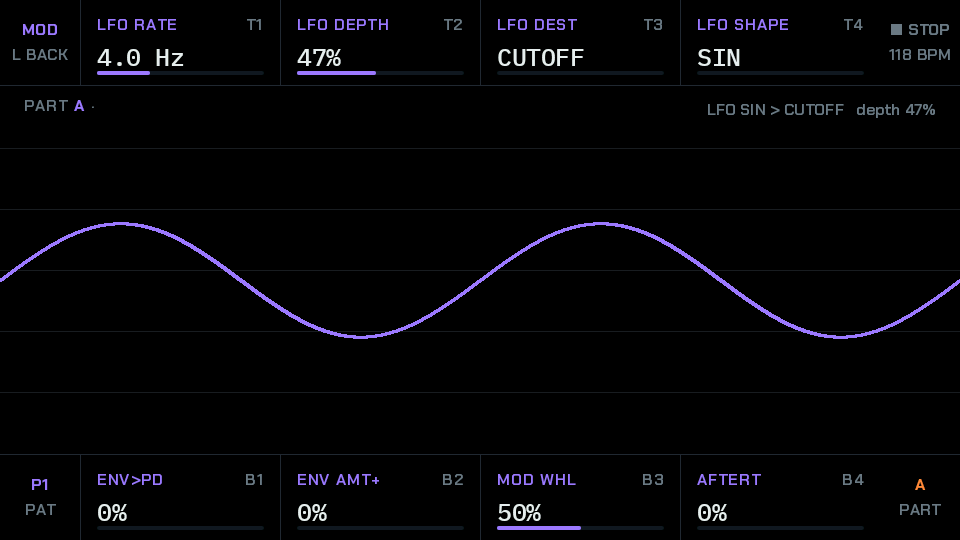 MOD
L BACK
LFO RATE T1
4.0 Hz
LFO DEPTH T2
47%
LFO DEST T3
CUTOFF
LFO SHAPE T4
SIN
STOP
118 BPM
PART A ·
LFO SIN > CUTOFF depth 47%
P1
PAT
ENV>PD B1
0%
ENV AMT+ B2
0%
MOD WHL B3
50%
AFTERT B4
0%
A
PART